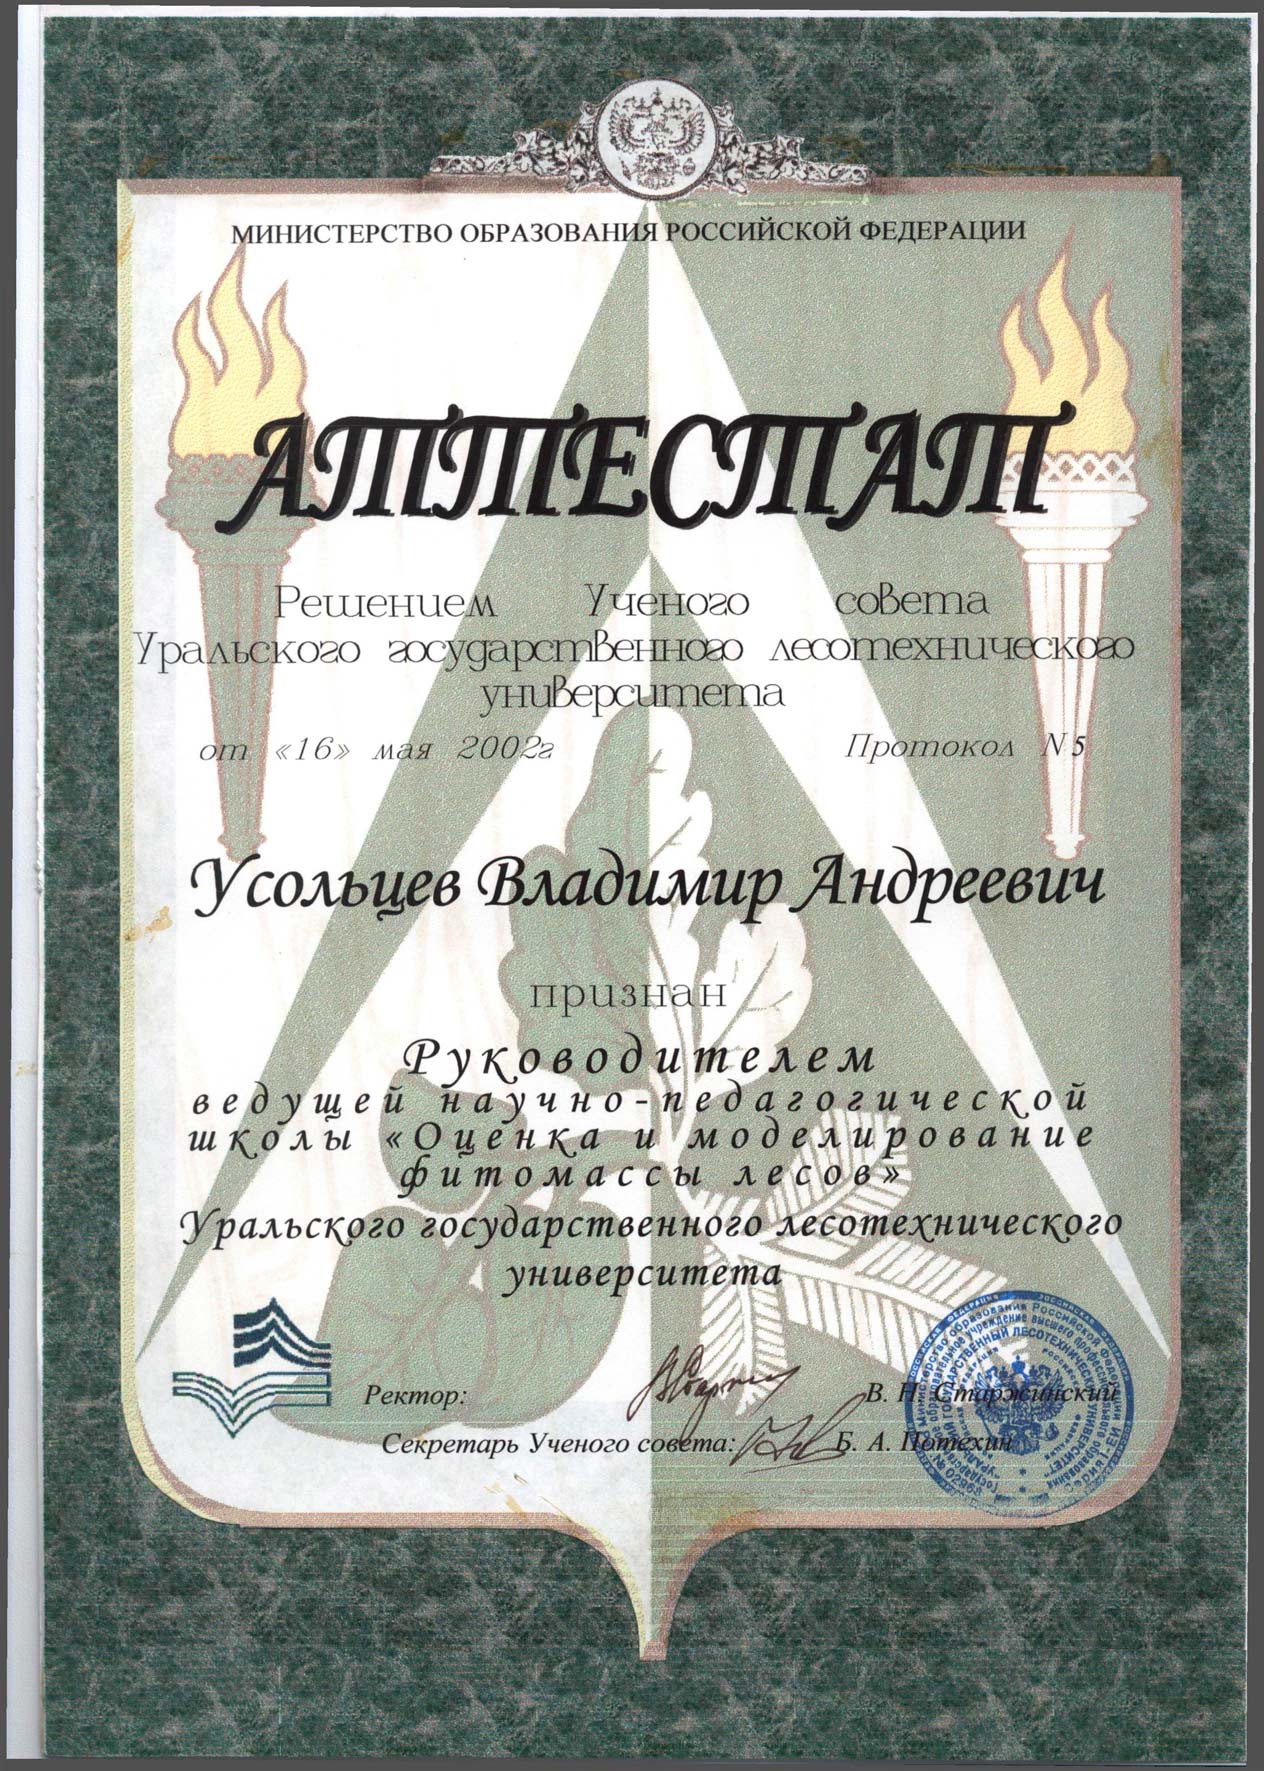 МИНИСТЕРСТВО ОБРАЗОВАНИЯ РОССИЙСКОЙ ФЕДЕРАЦИИ
АТТЕСТАТ
Решением Ученого совета
Уральского государственного лесотехнического
университета
от «16» мая 2002г Протокол N 5
Усольцев Владимир Андреевич
признан
Руководителем
ведущей научно-педагогической
школы «Оценка и моделирование
фитомассы лесов»
Уральского государственного лесотехнического
университета
Ректор: В. Н. Старжинский
Секретарь Ученого совета: Б. А. Потехин